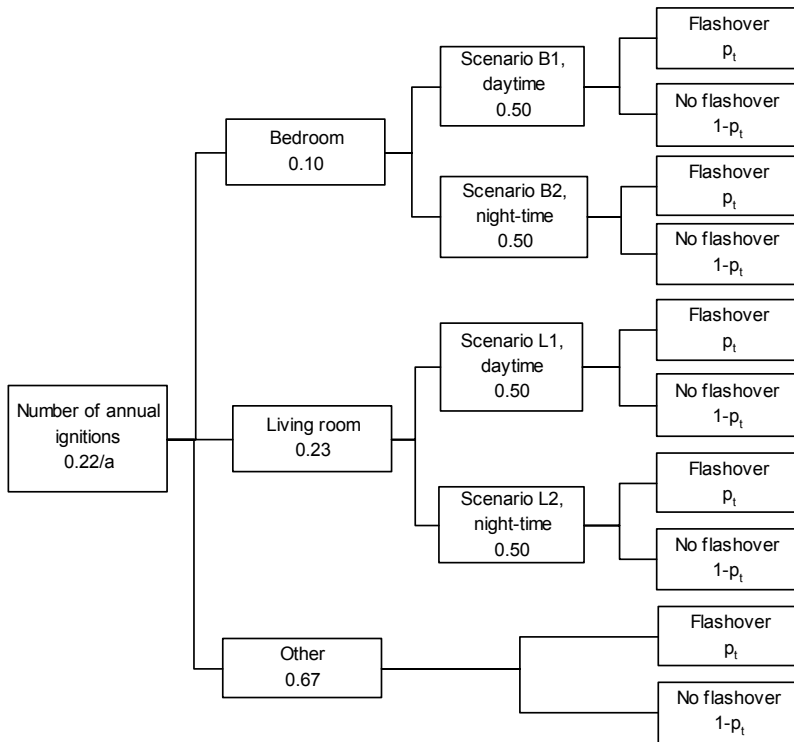 Number of annual
ignitions
0.22/a
Bedroom
0.10
Scenario B1,
daytime
0.50
Flashover
pt
No flashover
1-pt
Scenario B2,
night-time
0.50
Flashover
pt
No flashover
1-pt
Living room
0.23
Scenario L1,
daytime
0.50
Flashover
pt
No flashover
1-pt
Scenario L2,
night-time
0.50
Flashover
pt
No flashover
1-pt
Other
0.67
Flashover
pt
No flashover
1-pt